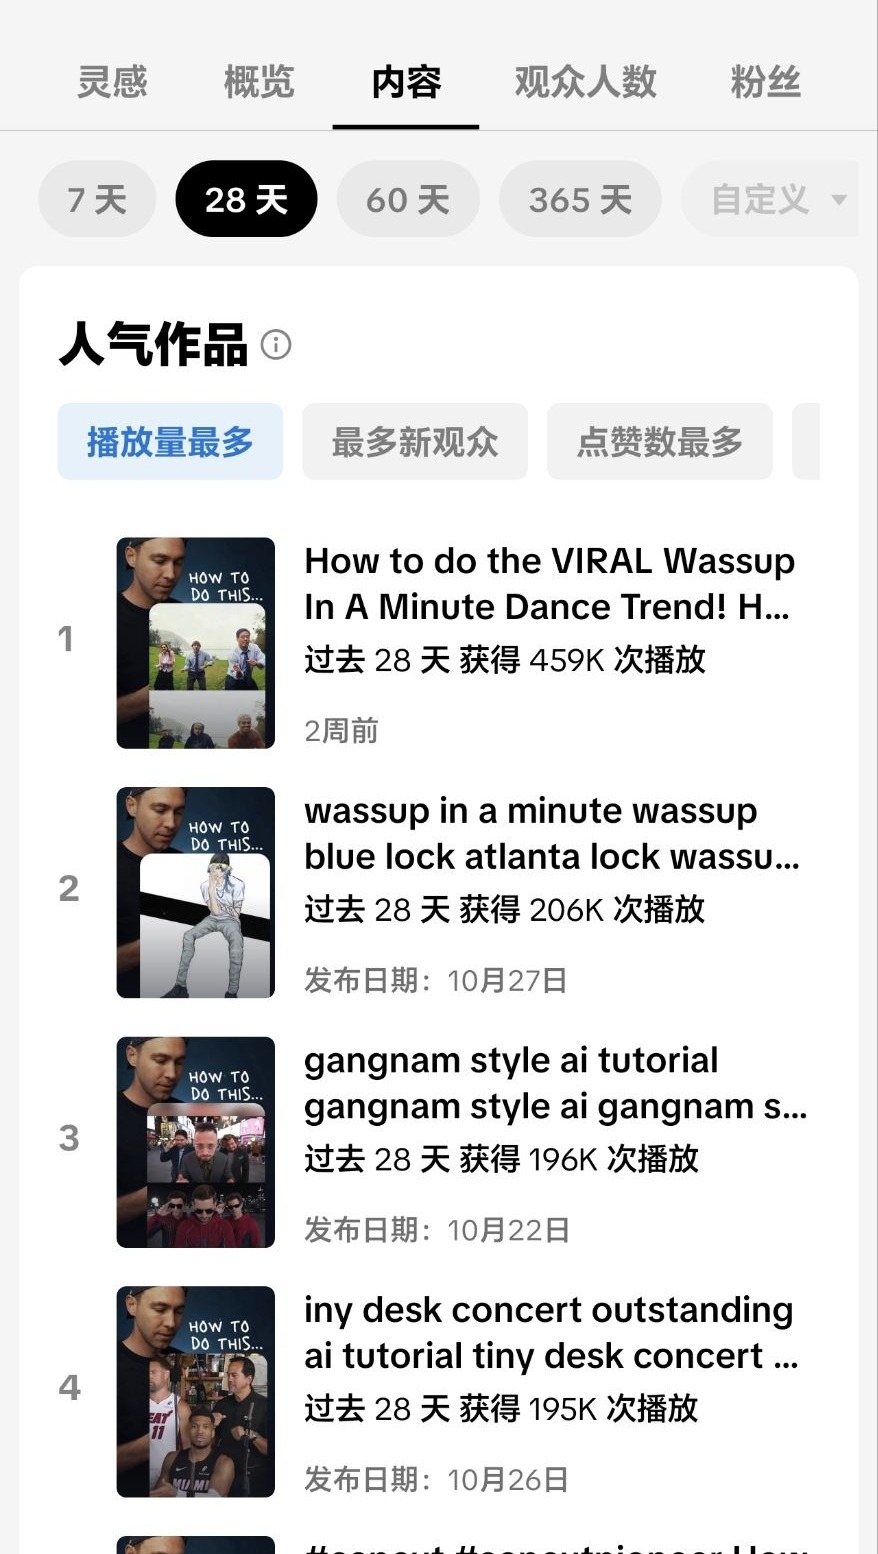 灵感 概览 内容 观众人数 粉丝
7 天 28 天 60 天 365 天 自定义
人气作品
播放量最多 最多新观众 点赞数最多
1
HOW TO
DO THIS...
How to do the VIRAL Wassup
In A Minute Dance Trend! H...
过去 28 天 获得 459K 次播放
2周前
2
HOW TO
DO THIS...
wassup in a minute wassup
blue lock atlanta lock wassu...
过去 28 天 获得 206K 次播放
发布日期：10月27日
3
HOW TO
DO THIS...
gangnam style ai tutorial
gangnam style ai gangnam s...
过去 28 天 获得 196K 次播放
发布日期：10月22日
4
HOW TO
DO THIS...
EAT
11
MIAMI
iny desk concert outstanding
ai tutorial tiny desk concert ...
过去 28 天 获得 195K 次播放
发布日期：10月26日